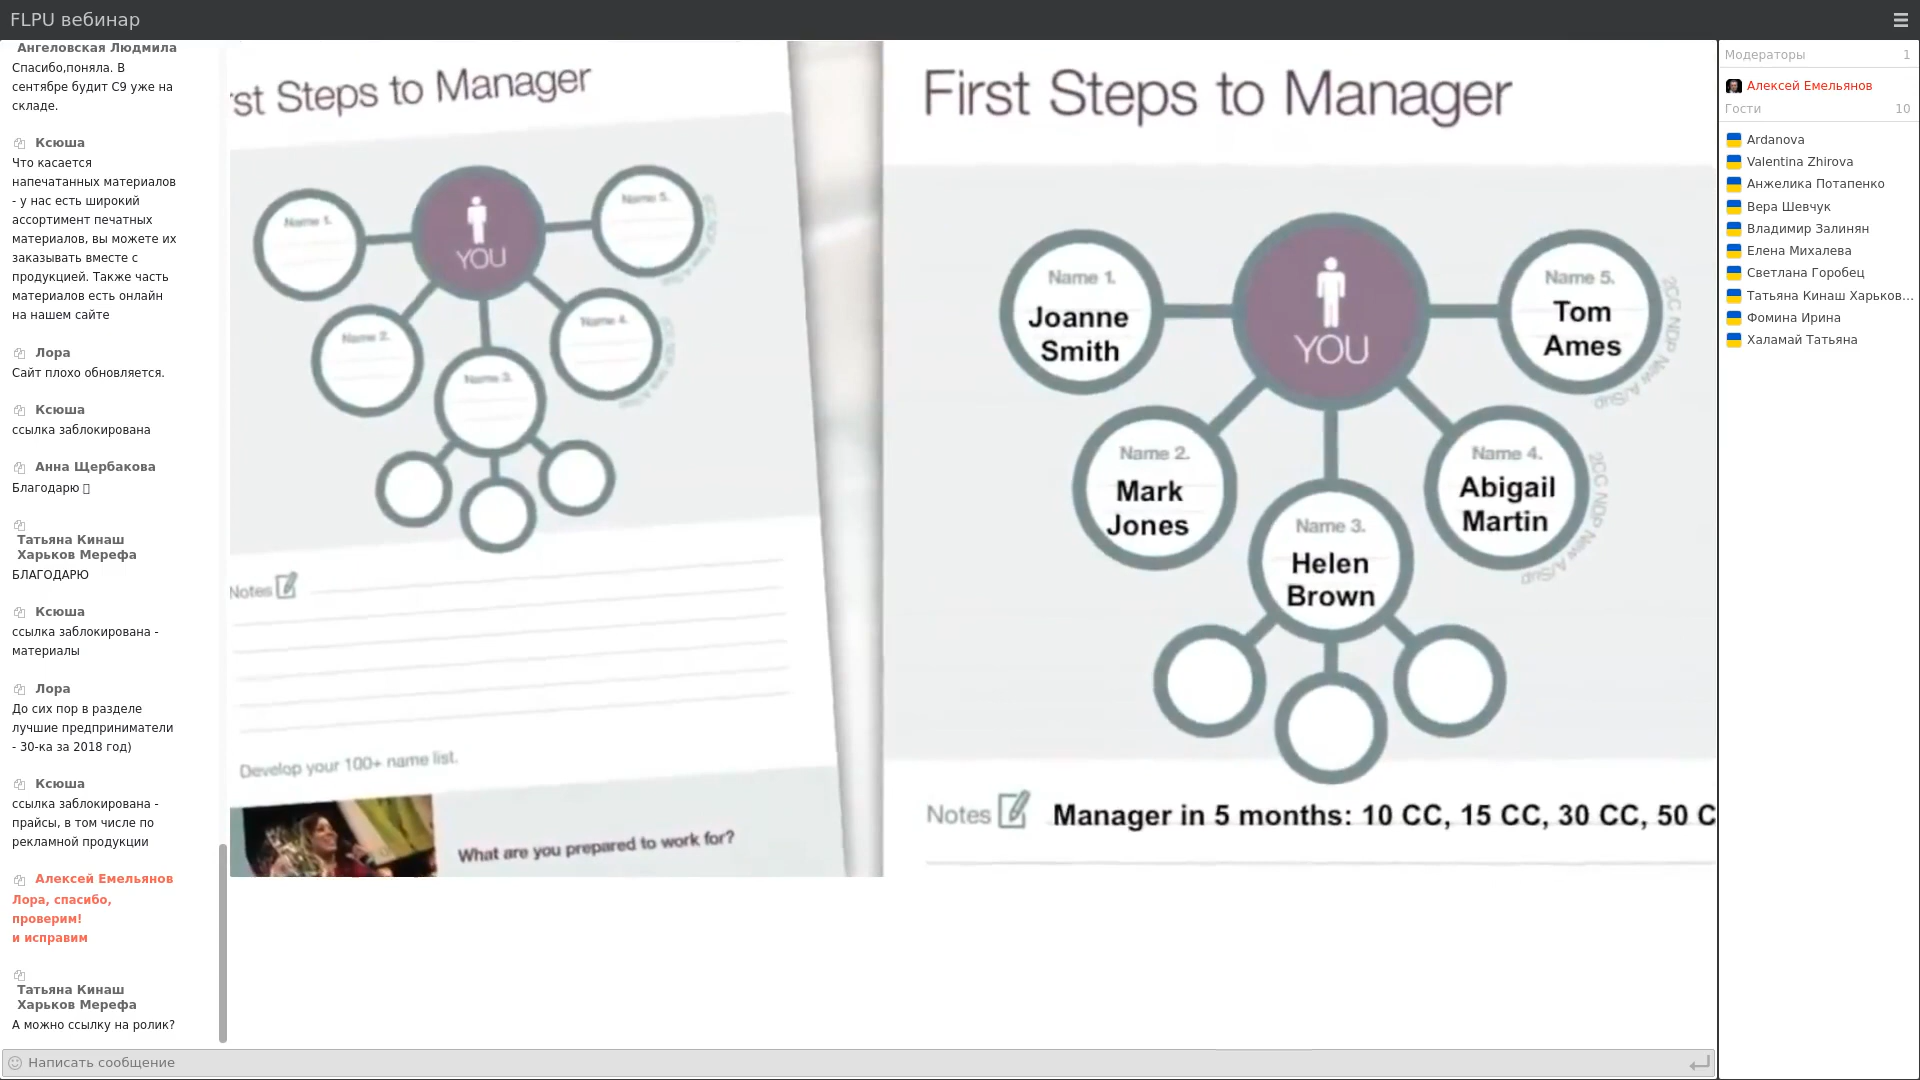 FLPU вебинар
Ангеловская Людмила
Спасибо,поняла. В
сентябре будит С9 уже на
складе.
Ксюша
Что касается
напечатанных материалов
- у нас есть широкий
ассортимент печатных
материалов, вы можете их
заказывать вместе с
продукцией. Также часть
материалов есть онлайн
на нашем сайте
Лора
Сайт плохо обновляется.
Ксюша
ссылка заблокирована
Анна Щербакова
Благодарю
Татьяна Кинаш
Харьков Мерефа
БЛАГОДАРЮ
Ксюша
ссылка заблокирована -
материалы
Лора
До сих пор в разделе
лучшие предприниматели
- 30-ка за 2018 год)
Ксюша
ссылка заблокирована -
прайсы, в том числе по
рекламной продукции
Алексей Емельянов
Лора, спасибо,
проверим!
и исправим
Татьяна Кинаш
Харьков Мерефа
А можно ссылку на ролик?
Написать сообщение
rst Steps to Manager
Name 1.
YOU
Name 5.
Name 2.
Name 4.
Name 3.
Notes
Develop your 100+ name list.
What are you prepared to work for?
First Steps to Manager
Name 1.
Joanne
Smith
YOU
Name 5.
Tom
Ames
2CC NDP New A/Sup
Name 2.
Mark
Jones
Name 4.
Abigail
Martin
2CC NDP New A/Sup
Name 3.
Helen
Brown
Notes
Manager in 5 months: 10 CC, 15 CC, 30 CC, 50 C
Модераторы 1
Алексей Емельянов
Гости 10
Ardanova
Valentina Zhirova
Анжелика Потапенко
Вера Шевчук
Владимир Залинян
Елена Михалева
Светлана Горобец
Татьяна Кинаш Харьков...
Фомина Ирина
Халамай Татьяна